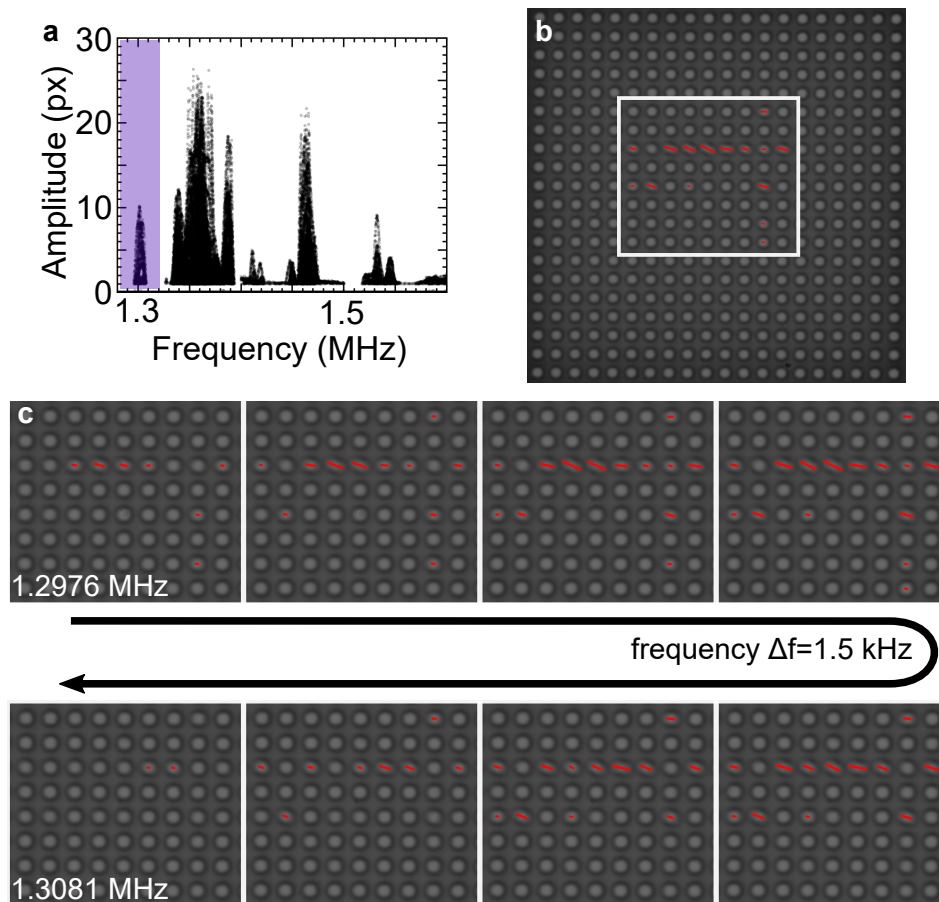 a
30
20
10
0
Amplitude (px)
1.3
1.5
Frequency (MHz)
b
c
1.2976 MHz
frequency Δf=1.5 kHz
1.3081 MHz